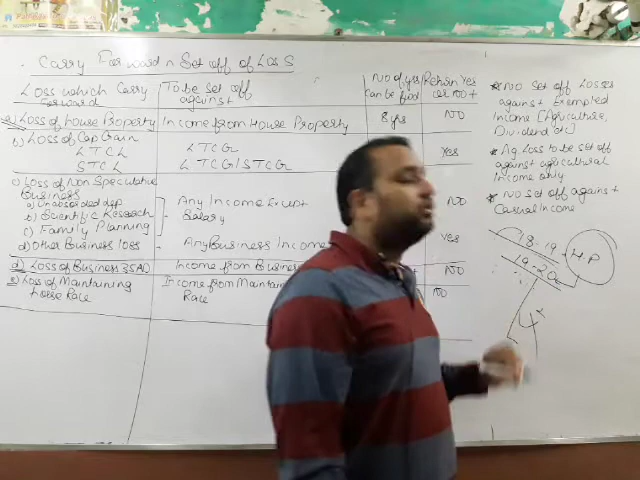 Carry Forward n Set off of Loss
Loss which Carry Forward
To be Set off against
No of yrs can be fwd
Return Yes or not
a) Loss of house Property
Income from House Property
8 yrs
No
b) Loss of Cap Gain
LTCL
LTCG
STCL
LTCG/STCG
Yes
c) Loss of Non Speculative Business
a) Unabsorbed dep
b) Scientific Research
c) Family Planning
Any Income Except Salary
No
d) Other Business loss
Any Business Income
Yes
d) Loss of Business 35AD
Income from Business
No
e) Loss of Maintaining horse Race
Income from Maintain
Race
No
* No Set off Losses
against Exempted
Income [Agriculture,
Dividend etc]
* Ag Loss to be set off
against agricultural
Income only
* No Set off against
Casual Income
18-19
19-20
H.P